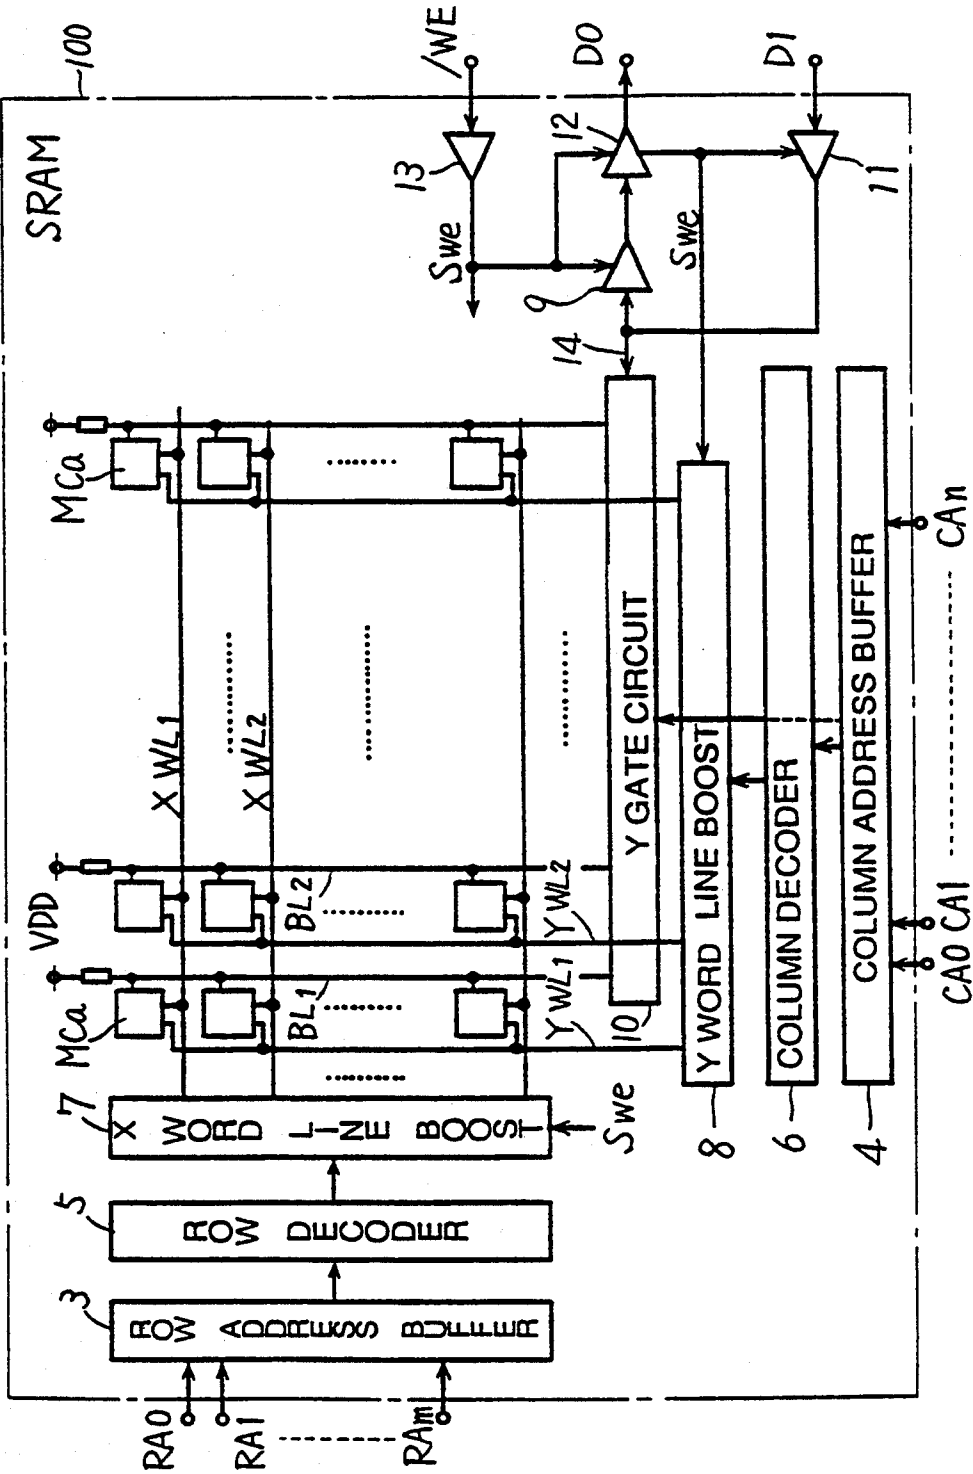 SRAM
100
/WE
DO
DI
13
12
11
Swe
9
Swe
14
MCa
VDD
MCa
X WL1
X WL2
BL2
BL1
Y WL2
Y WL1
10
Y GATE CIRCUIT
8
Y WORD LINE BOOST
6
COLUMN DECODER
4
COLUMN ADDRESS BUFFER
CA0
CA1
CAn
7
X WORD LINE BOOST
Swe
5
ROW DECODER
3
ROW ADDRESS BUFFER
RA0
RA1
RAm